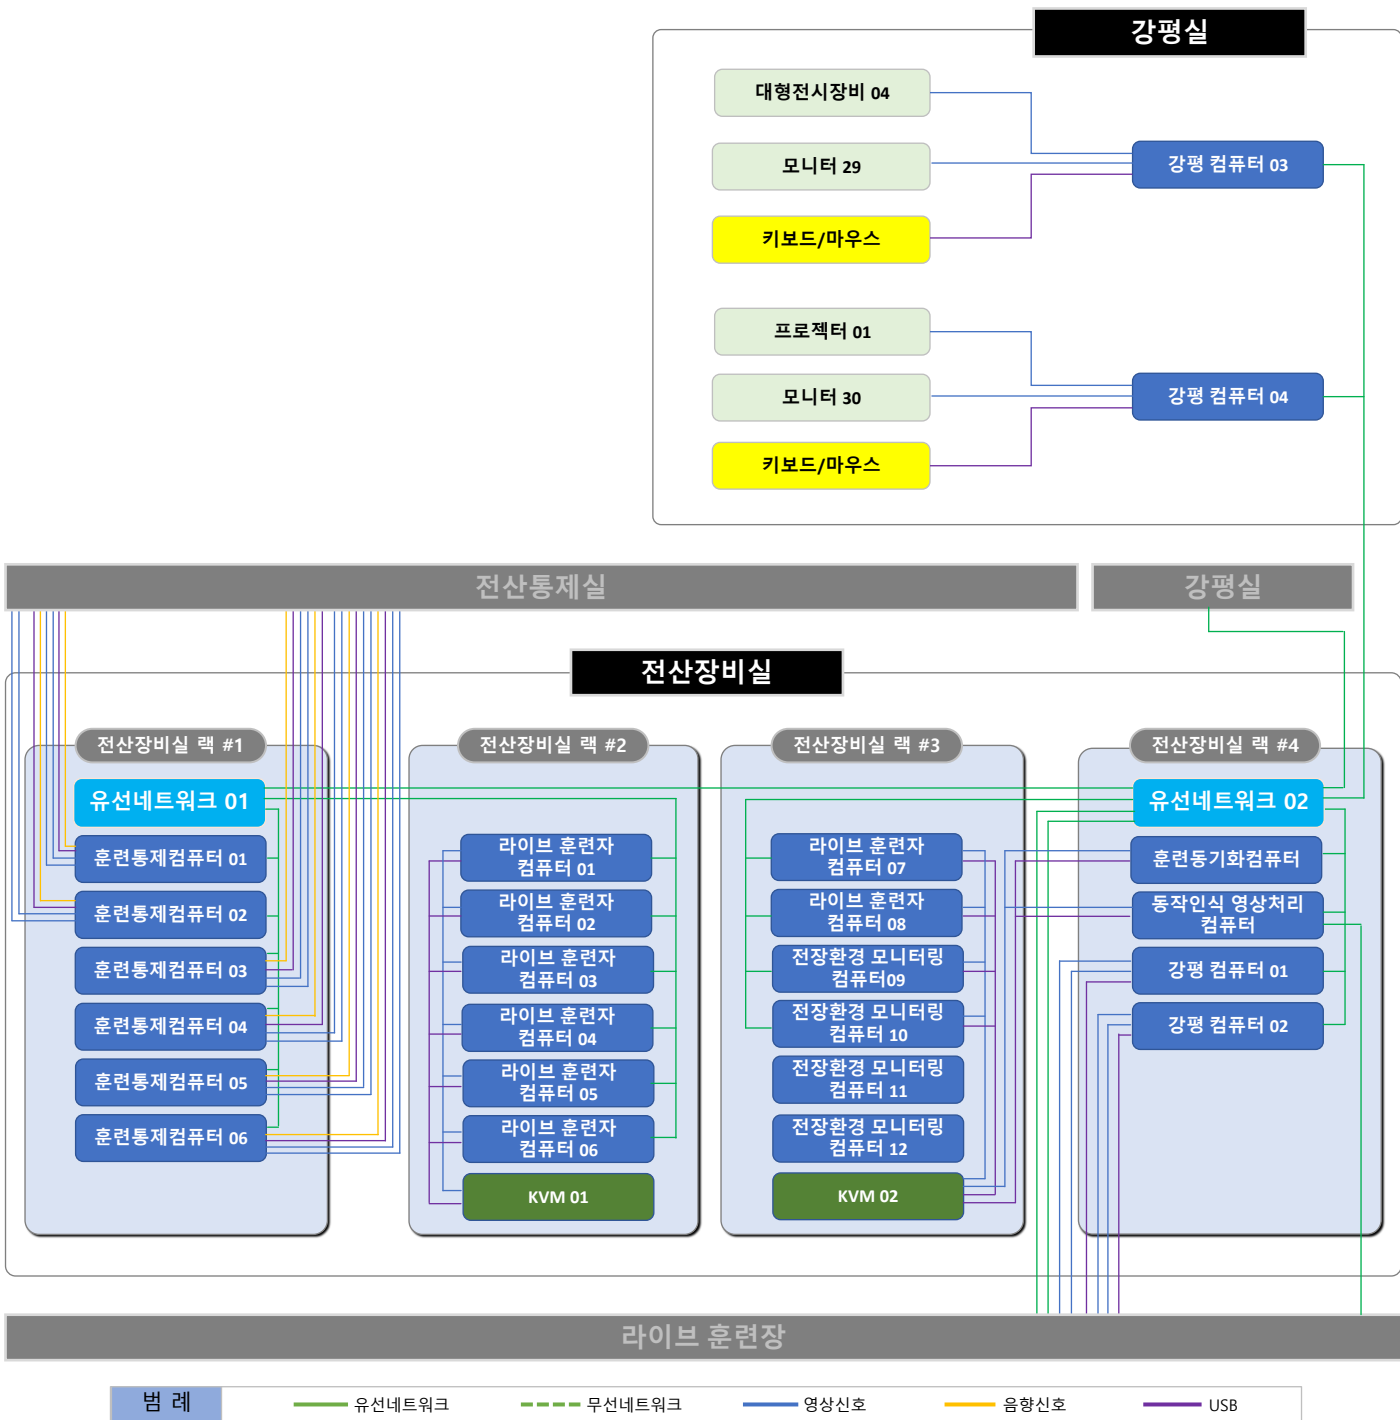 강평실
대형전시장비 04
모니터 29
키보드/마우스
강평 컴퓨터 03
프로젝터 01
모니터 30
키보드/마우스
강평 컴퓨터 04
전산통제실
강평실
전산장비실
전산장비실 랙 #1
유선네트워크 01
훈련통제컴퓨터 01
훈련통제컴퓨터 02
훈련통제컴퓨터 03
훈련통제컴퓨터 04
훈련통제컴퓨터 05
훈련통제컴퓨터 06
전산장비실 랙 #2
라이브 훈련자
컴퓨터 01
라이브 훈련자
컴퓨터 02
라이브 훈련자
컴퓨터 03
라이브 훈련자
컴퓨터 04
라이브 훈련자
컴퓨터 05
라이브 훈련자
컴퓨터 06
KVM 01
전산장비실 랙 #3
라이브 훈련자
컴퓨터 07
라이브 훈련자
컴퓨터 08
전장환경 모니터링
컴퓨터09
전장환경 모니터링
컴퓨터 10
전장환경 모니터링
컴퓨터 11
전장환경 모니터링
컴퓨터 12
KVM 02
전산장비실 랙 #4
유선네트워크 02
훈련동기화컴퓨터
동작인식 영상처리
컴퓨터
강평 컴퓨터 01
강평 컴퓨터 02
라이브 훈련장
범 례
유선네트워크
무선네트워크
영상신호
음향신호
USB